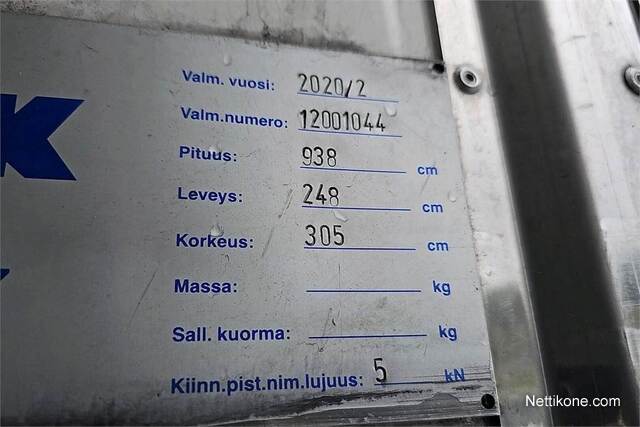 K
Valm. vuosi: 2020/2
Valm.numero: 12001044
Pituus: 938 cm
Leveys: 248 cm
Korkeus: 305 cm
Massa: kg
Sall. kuorma: kg
Kiinn.pist.nim.lujuus: 5 kN
Nettikone.com